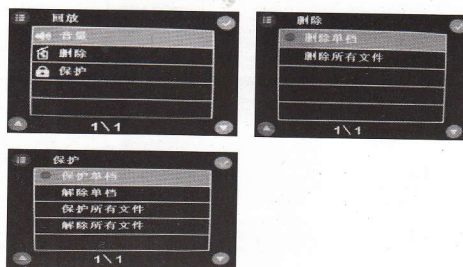 回放
音量
删除
保护
1\1
删除
删除单档
删除所有文件
1\1
保护
保护单档
解除单档
保护所有文件
解除所有文件
1\1